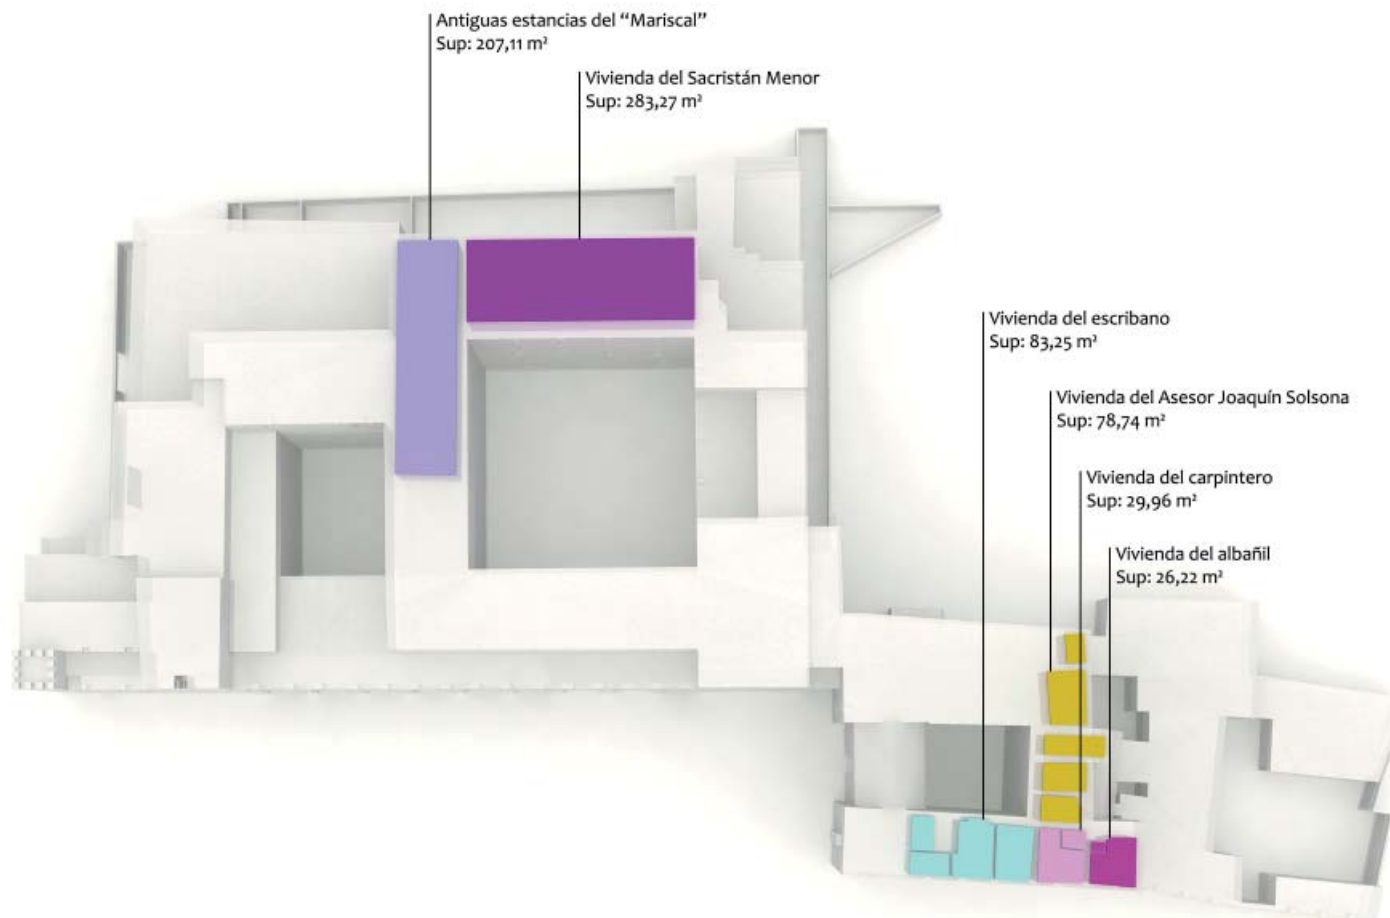 Antiguas estancias del “Mariscal”
Sup: 207,11 m²
Vivienda del Sacristán Menor
Sup: 283,27 m²
Vivienda del escribano
Sup: 83,25 m²
Vivienda del Asesor Joaquín Solsona
Sup: 78,74 m²
Vivienda del carpintero
Sup: 29,96 m²
Vivienda del albañil
Sup: 26,22 m²